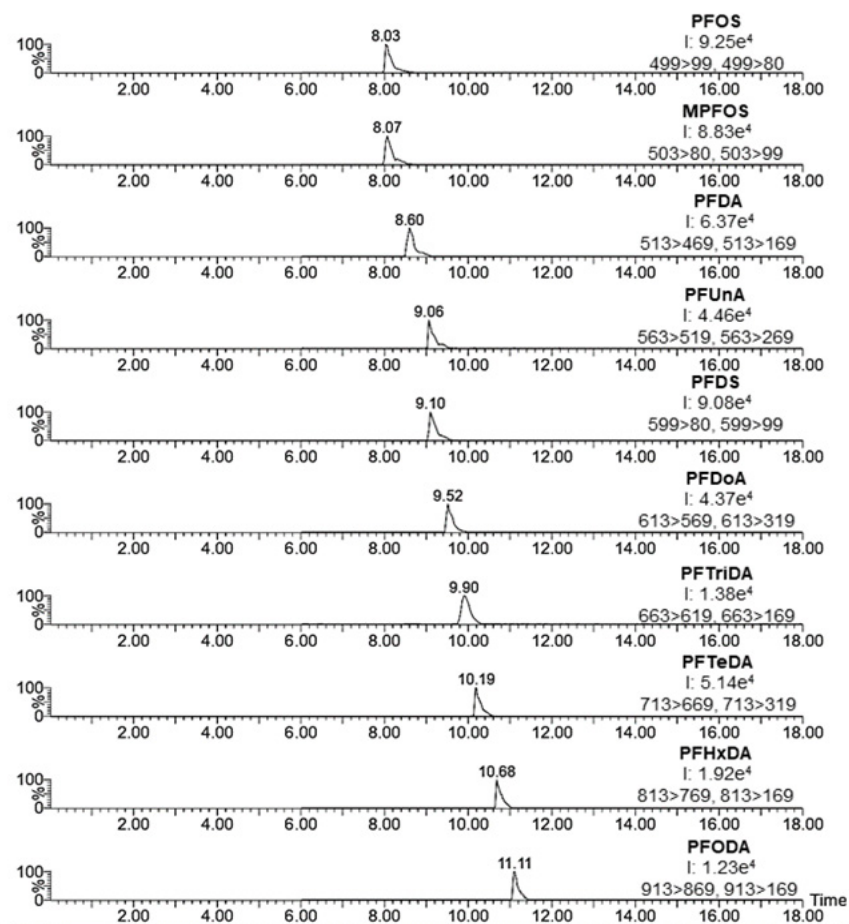 PFOS
I: 9.25e⁴
499>99, 499>80
8.03
100
%
0
2.00 4.00 6.00 8.00 10.00 12.00 14.00 16.00 18.00
MPFOS
I: 8.83e⁴
503>80, 503>99
8.07
100
%
0
2.00 4.00 6.00 8.00 10.00 12.00 14.00 16.00 18.00
PFDA
I: 6.37e⁴
513>469, 513>169
8.60
100
%
0
2.00 4.00 6.00 8.00 10.00 12.00 14.00 16.00 18.00
PFUnA
I: 4.46e⁴
563>519, 563>269
9.06
100
%
0
2.00 4.00 6.00 8.00 10.00 12.00 14.00 16.00 18.00
PFDS
I: 9.08e⁴
599>80, 599>99
9.10
100
%
0
2.00 4.00 6.00 8.00 10.00 12.00 14.00 16.00 18.00
PFDoA
I: 4.37e⁴
613>569, 613>319
9.52
100
%
0
2.00 4.00 6.00 8.00 10.00 12.00 14.00 16.00 18.00
PFTriDA
I: 1.38e⁴
663>619, 663>169
9.90
100
%
0
2.00 4.00 6.00 8.00 10.00 12.00 14.00 16.00 18.00
PFTeDA
I: 5.14e⁴
713>669, 713>319
10.19
100
%
0
2.00 4.00 6.00 8.00 10.00 12.00 14.00 16.00 18.00
PFHxDA
I: 1.92e⁴
813>769, 813>169
10.68
100
%
0
2.00 4.00 6.00 8.00 10.00 12.00 14.00 16.00 18.00
PFODA
I: 1.23e⁴
913>869, 913>169
11.11
100
%
0
Time
2.00 4.00 6.00 8.00 10.00 12.00 14.00 16.00 18.00